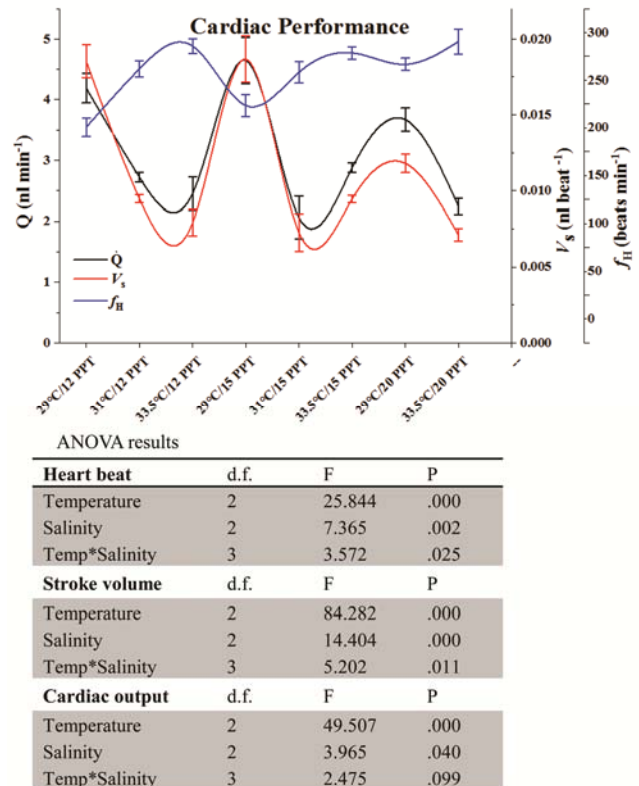 Cardiac Performance
5
4
3
2
1
0
Q (nl min⁻¹)
Q̇
Vs
fH
0.020
0.015
0.010
0.005
0.000
Vs (nl beat⁻¹)
300
250
200
150
100
50
0
fH (beats min⁻¹)
29°C/12 PPT
31°C/12 PPT
33.5°C/12 PPT
29°C/15 PPT
31°C/15 PPT
33.5°C/15 PPT
29°C/20 PPT
33.5°C/20 PPT
--
ANOVA results
Heart beat d.f. F P
Temperature 2 25.844 .000
Salinity 2 7.365 .002
Temp*Salinity 3 3.572 .025
Stroke volume d.f. F P
Temperature 2 84.282 .000
Salinity 2 14.404 .000
Temp*Salinity 3 5.202 .011
Cardiac output d.f. F P
Temperature 2 49.507 .000
Salinity 2 3.965 .040
Temp*Salinity 3 2.475 .099